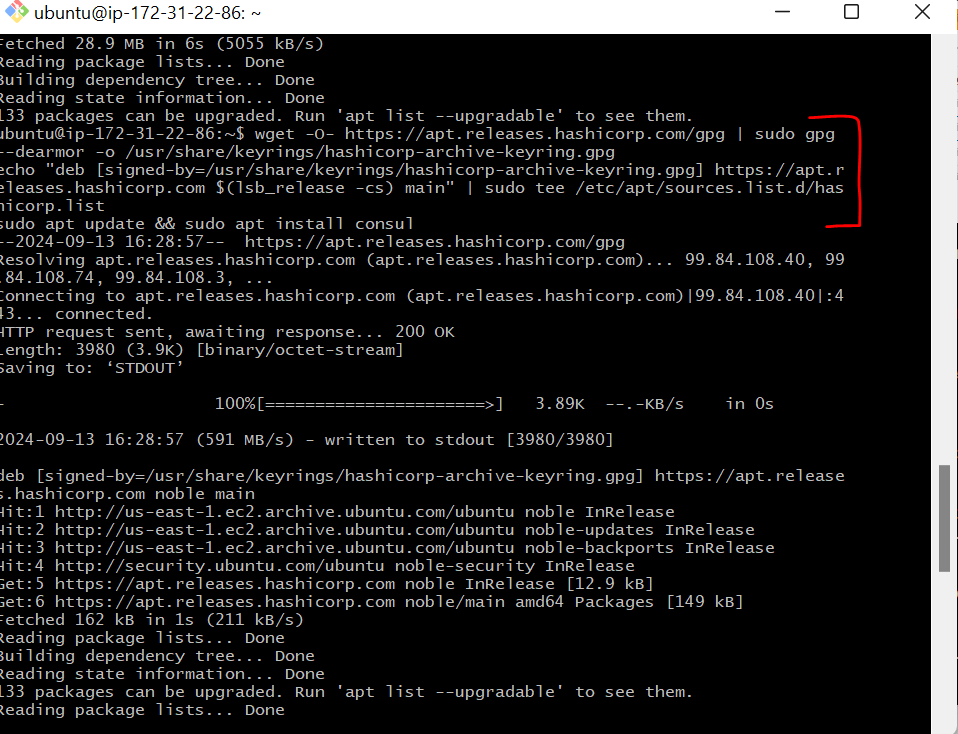 ubuntu@ip-172-31-22-86: ~
Fetched 28.9 MB in 6s (5055 kB/s)
Reading package lists... Done
Building dependency tree... Done
Reading state information... Done
133 packages can be upgraded. Run 'apt list --upgradable' to see them.
ubuntu@ip-172-31-22-86:~$ wget -O- https://apt.releases.hashicorp.com/gpg | sudo gpg
--dearmor -o /usr/share/keyrings/hashicorp-archive-keyring.gpg
echo "deb [signed-by=/usr/share/keyrings/hashicorp-archive-keyring.gpg] https://apt.r
eleases.hashicorp.com $(lsb_release -cs) main" | sudo tee /etc/apt/sources.list.d/has
hicorp.list
sudo apt update && sudo apt install consul
--2024-09-13 16:28:57--  https://apt.releases.hashicorp.com/gpg
Resolving apt.releases.hashicorp.com (apt.releases.hashicorp.com)... 99.84.108.40, 99
.84.108.74, 99.84.108.3, ...
Connecting to apt.releases.hashicorp.com (apt.releases.hashicorp.com)|99.84.108.40|:4
43... connected.
HTTP request sent, awaiting response... 200 OK
Length: 3980 (3.9K) [binary/octet-stream]
Saving to: ‘STDOUT’
-                     100%[======================>]   3.89K  --.-KB/s    in 0s
2024-09-13 16:28:57 (591 MB/s) - written to stdout [3980/3980]
deb [signed-by=/usr/share/keyrings/hashicorp-archive-keyring.gpg] https://apt.release
s.hashicorp.com noble main
Hit:1 http://us-east-1.ec2.archive.ubuntu.com/ubuntu noble InRelease
Hit:2 http://us-east-1.ec2.archive.ubuntu.com/ubuntu noble-updates InRelease
Hit:3 http://us-east-1.ec2.archive.ubuntu.com/ubuntu noble-backports InRelease
Hit:4 http://security.ubuntu.com/ubuntu noble-security InRelease
Get:5 https://apt.releases.hashicorp.com noble InRelease [12.9 kB]
Get:6 https://apt.releases.hashicorp.com noble/main amd64 Packages [149 kB]
Fetched 162 kB in 1s (211 kB/s)
Reading package lists... Done
Building dependency tree... Done
Reading state information... Done
133 packages can be upgraded. Run 'apt list --upgradable' to see them.
Reading package lists... Done